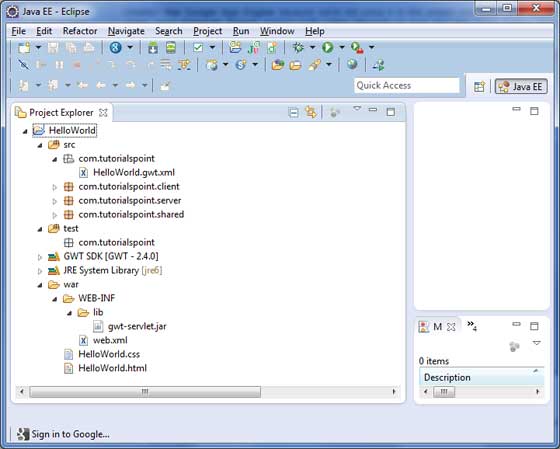 Java EE - Eclipse
File Edit Refactor Navigate Search Project Run Window Help
Quick Access
Java EE
Project Explorer
HelloWorld
src
com.tutorialspoint
HelloWorld.gwt.xml
com.tutorialspoint.client
com.tutorialspoint.server
com.tutorialspoint.shared
test
com.tutorialspoint
GWT SDK [GWT - 2.4.0]
JRE System Library [jre6]
war
WEB-INF
lib
gwt-servlet.jar
web.xml
HelloWorld.css
HelloWorld.html
M
4
0 items
Description
Sign in to Google...